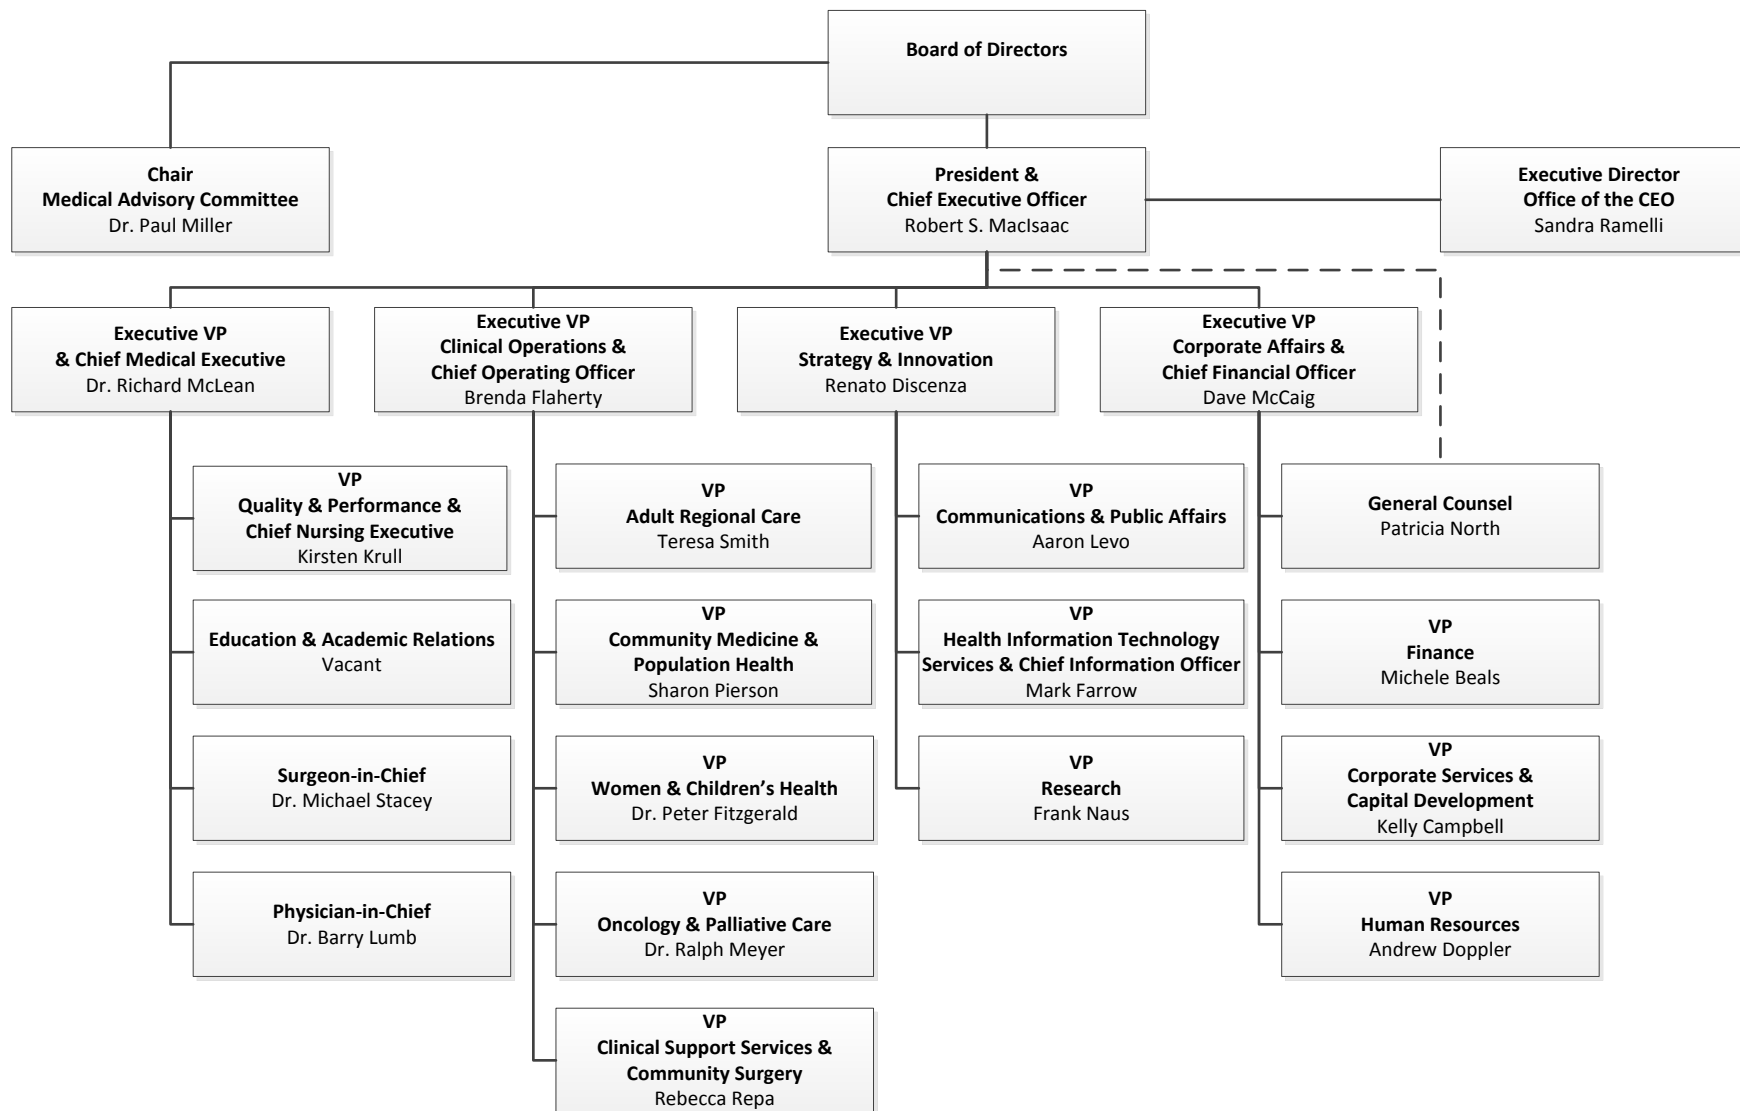 Board of Directors
Chair
Medical Advisory Committee
Dr. Paul Miller
President &
Chief Executive Officer
Robert S. MacIsaac
Executive Director
Office of the CEO
Sandra Ramelli
Executive VP
& Chief Medical Executive
Dr. Richard McLean
Executive VP
Clinical Operations &
Chief Operating Officer
Brenda Flaherty
Executive VP
Strategy & Innovation
Renato Discenza
Executive VP
Corporate Affairs &
Chief Financial Officer
Dave McCaig
VP
Quality & Performance &
Chief Nursing Executive
Kirsten Krull
VP
Adult Regional Care
Teresa Smith
VP
Communications & Public Affairs
Aaron Levo
General Counsel
Patricia North
Education & Academic Relations
Vacant
VP
Community Medicine &
Population Health
Sharon Pierson
VP
Health Information Technology
Services & Chief Information Officer
Mark Farrow
VP
Finance
Michele Beals
Surgeon-in-Chief
Dr. Michael Stacey
VP
Women & Children’s Health
Dr. Peter Fitzgerald
VP
Research
Frank Naus
VP
Corporate Services &
Capital Development
Kelly Campbell
Physician-in-Chief
Dr. Barry Lumb
VP
Oncology & Palliative Care
Dr. Ralph Meyer
VP
Human Resources
Andrew Doppler
VP
Clinical Support Services &
Community Surgery
Rebecca Repa